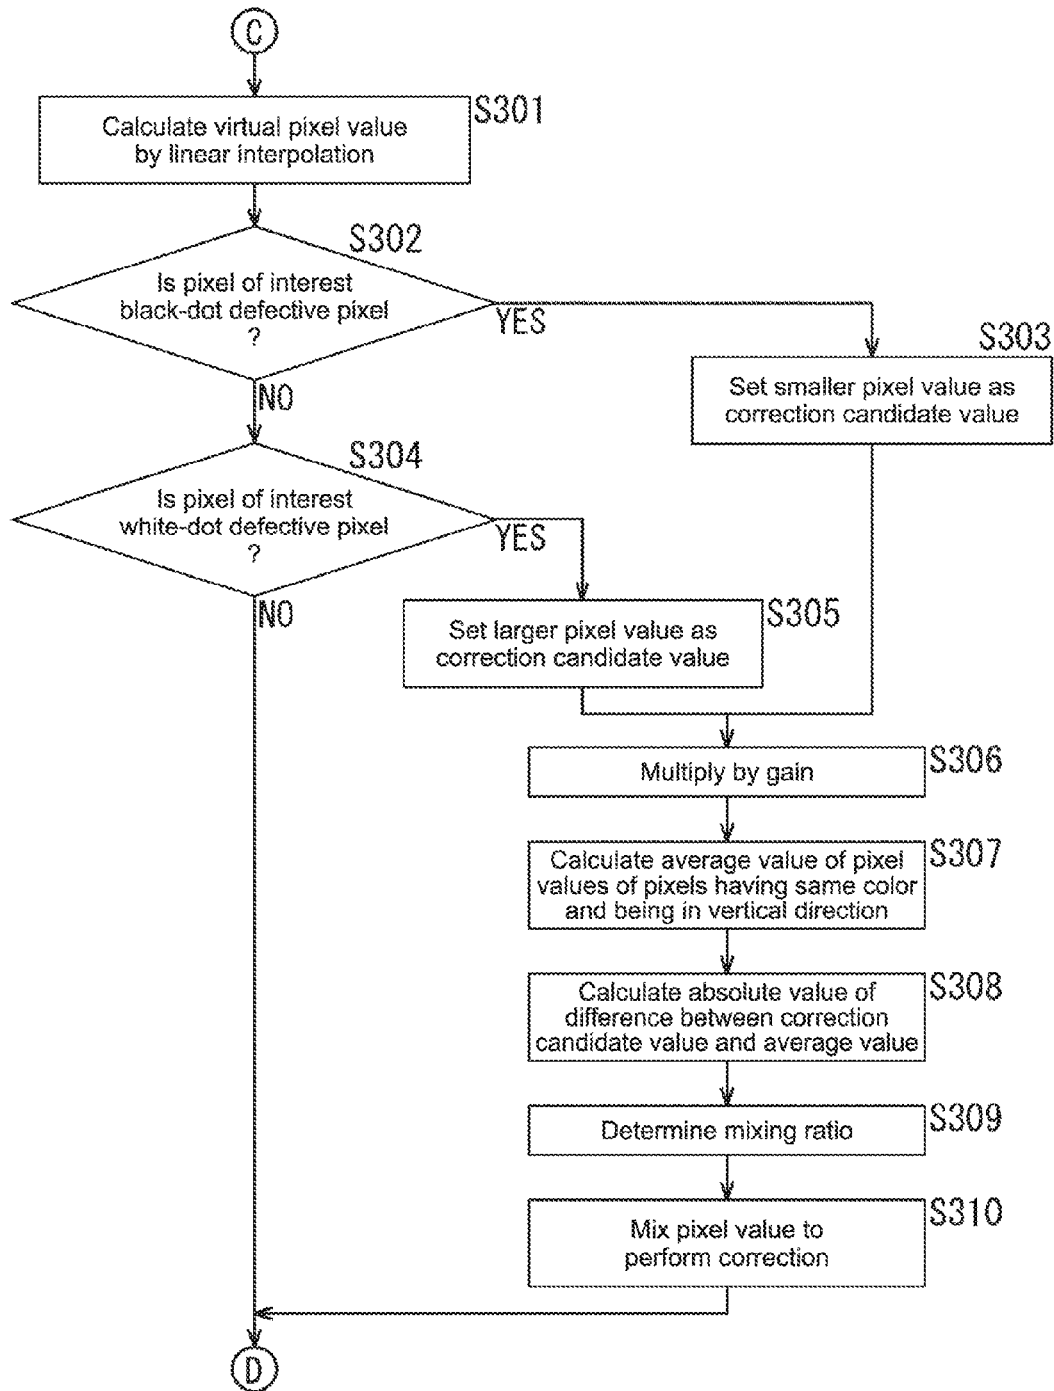 C
S301
Calculate virtual pixel value
by linear interpolation
S302
Is pixel of interest
black-dot defective pixel
?
YES
NO
S303
Set smaller pixel value as
correction candidate value
S304
Is pixel of interest
white-dot defective pixel
?
YES
NO
S305
Set larger pixel value as
correction candidate value
S306
Multiply by gain
S307
Calculate average value of pixel
values of pixels having same color
and being in vertical direction
S308
Calculate absolute value of
difference between correction
candidate value and average value
S309
Determine mixing ratio
S310
Mix pixel value to
perform correction
D